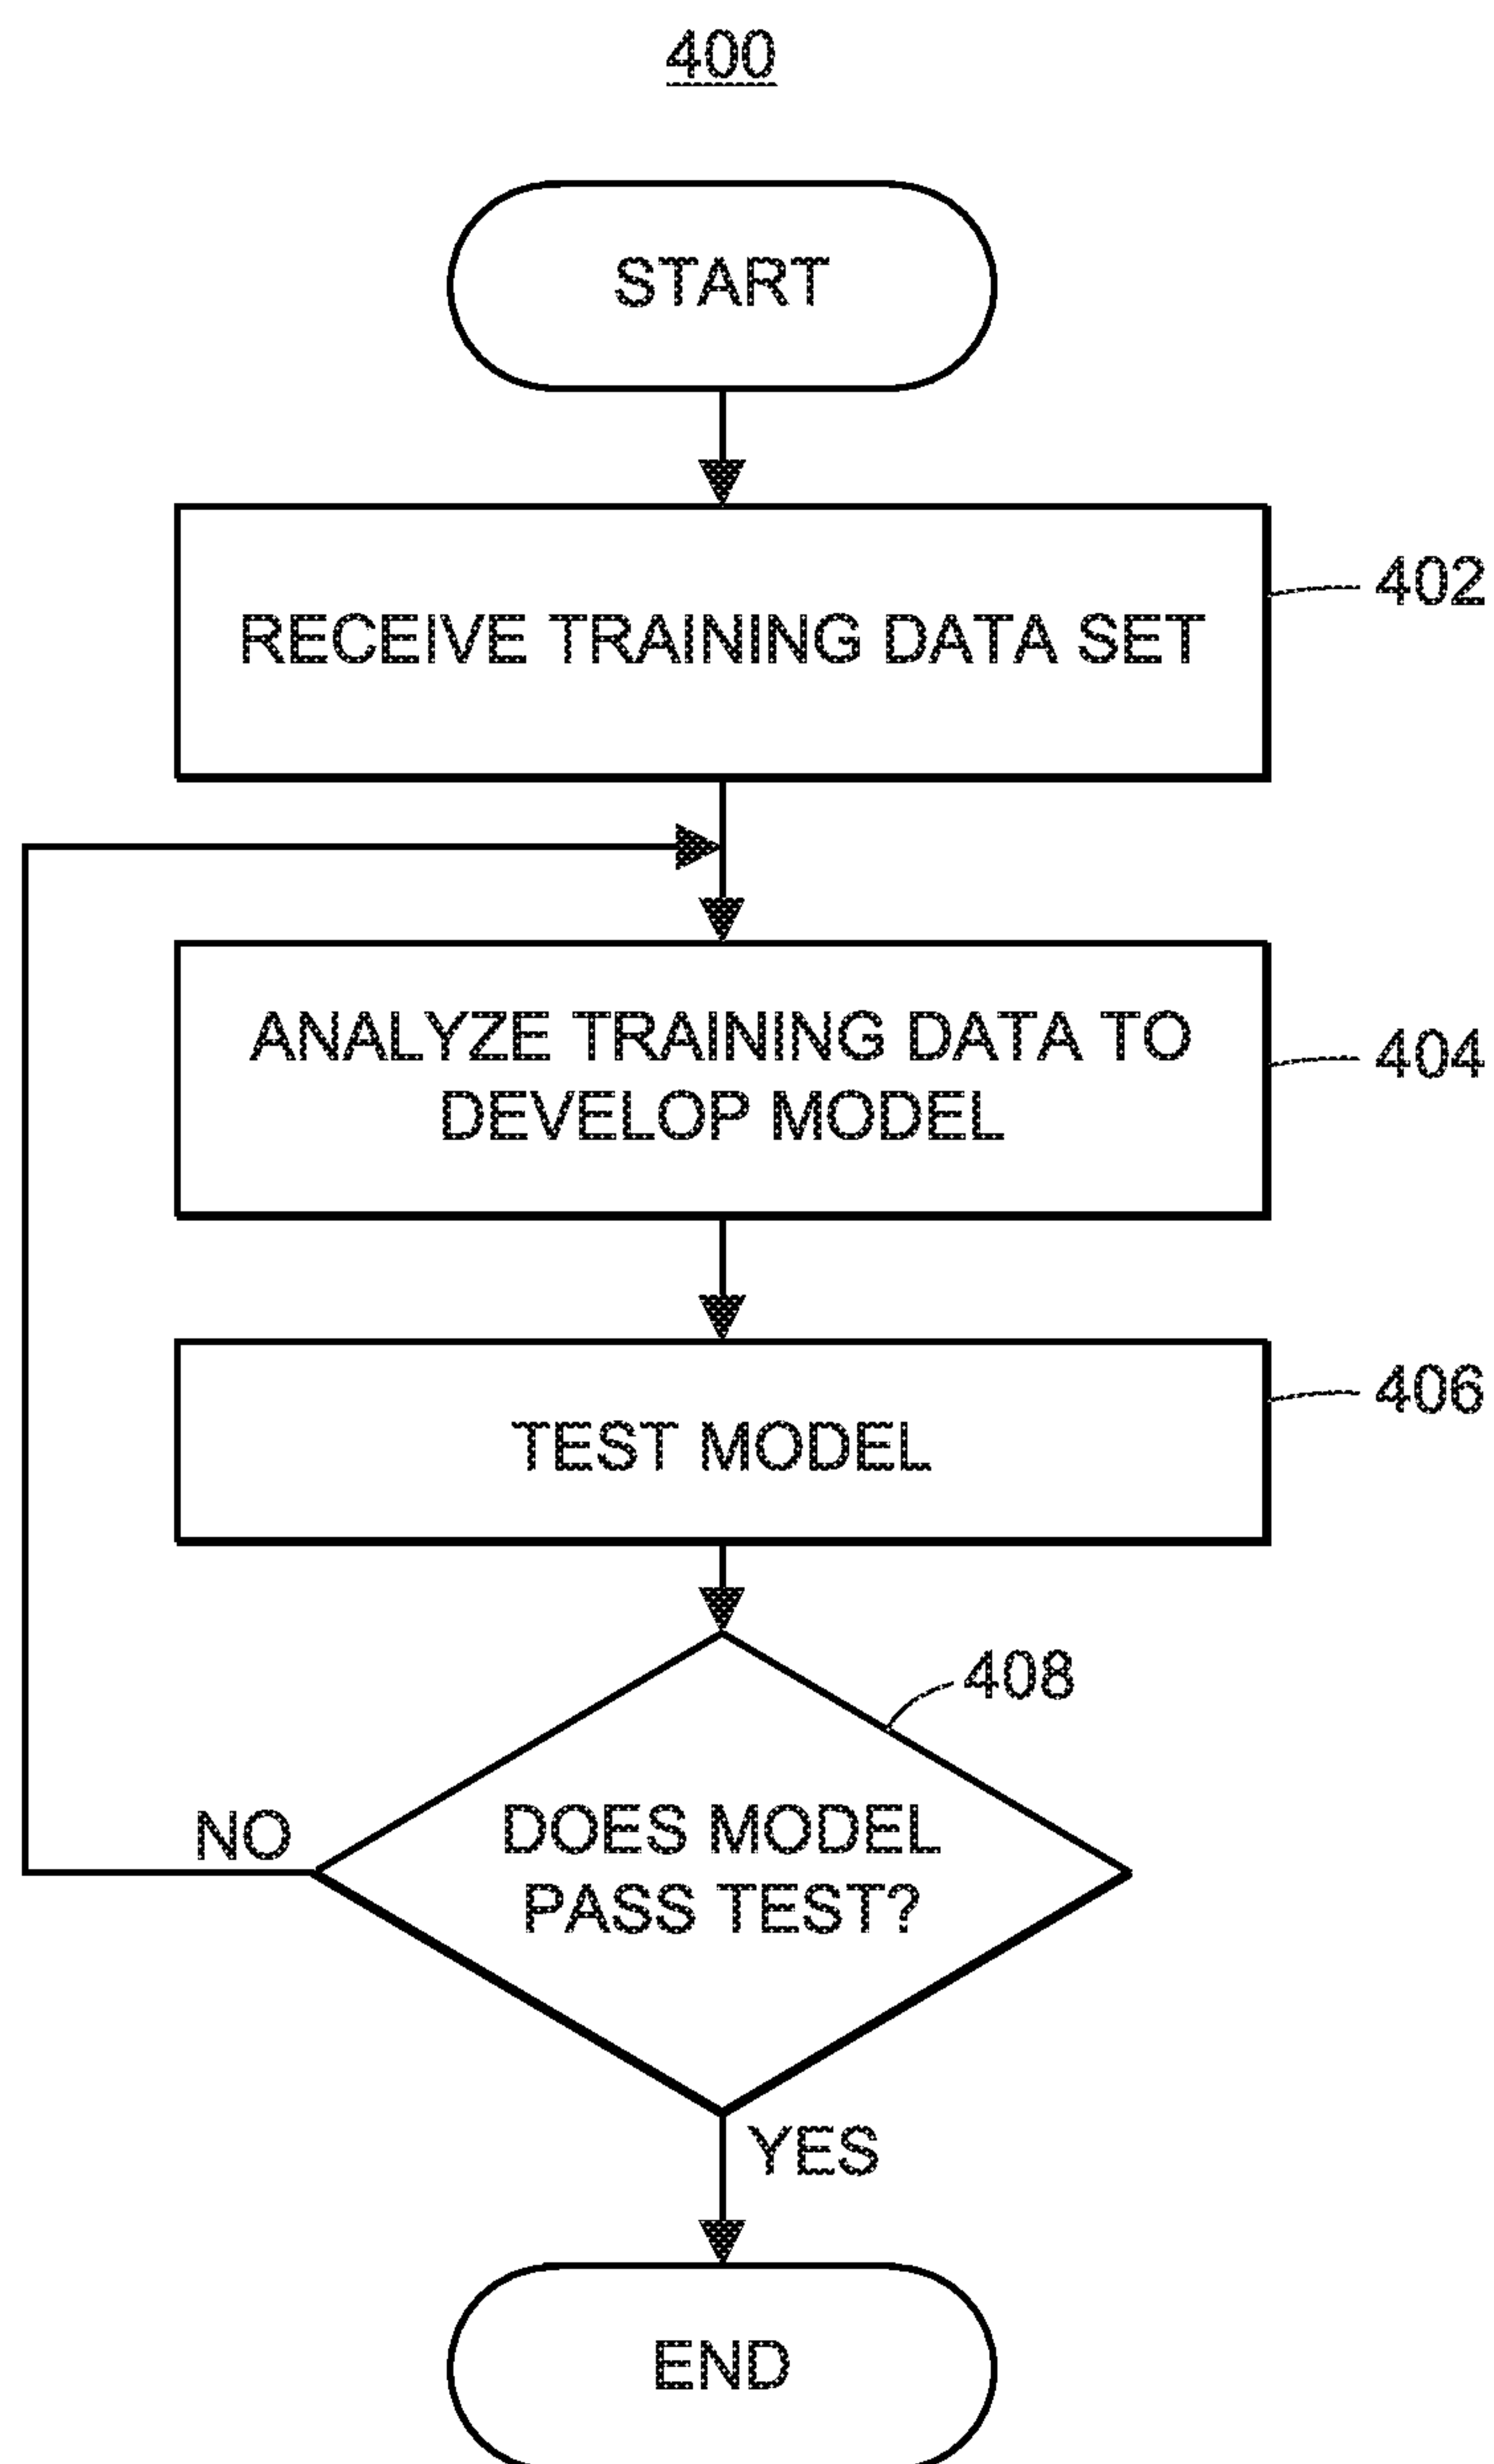 400
START
RECEIVE TRAINING DATA SET
402
ANALYZE TRAINING DATA TO
DEVELOP MODEL
404
TEST MODEL
406
408
DOES MODEL
PASS TEST?
NO
YES
END